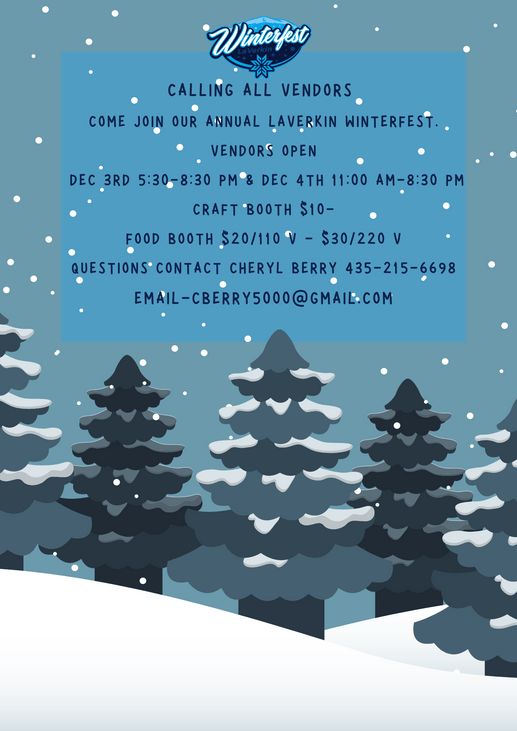 Winterfest
LaVerkin
CALLING ALL VENDORS
COME JOIN OUR ANNUAL LAVERKIN WINTERFEST.
VENDORS OPEN
DEC 3RD 5:30-8:30 PM & DEC 4TH 11:00 AM-8:30 PM
CRAFT BOOTH $10-
FOOD BOOTH $20/110 V - $30/220 V
QUESTIONS CONTACT CHERYL BERRY 435-215-6698
EMAIL-CBERRY5000@GMAIL.COM